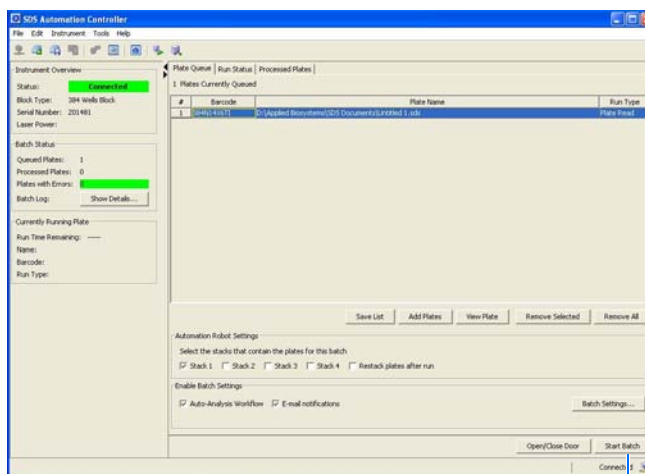 SDS Automation Controller
File Edit Instrument Tools Help
Instrument Overview
Status: Connected
Block Type: 384 Wells Block
Serial Number: 201481
Laser Power:
Batch Status
Queued Plates: 1
Processed Plates: 0
Plates with Errors:
Batch Log: Show Details...
Currently Running Plate
Run Time Remaining: ----
Name:
Barcode:
Run Type:
Plate Queue Run Status Processed Plates
1 Plates Currently Queued
# Barcode Plate Name Run Type
1 D:\Applied Biosystems\SDS Documents\Untitled 1.sds Plate Read
Save List Add Plates View Plate Remove Selected Remove All
Automation Robot Settings
Select the stacks that contain the plates for this batch
Stack 1 Stack 2 Stack 3 Stack 4 Restack plates after run
Enable Batch Settings
Auto-Analysis Workflow E-mail notifications Batch Settings...
Open/Close Door Start Batch